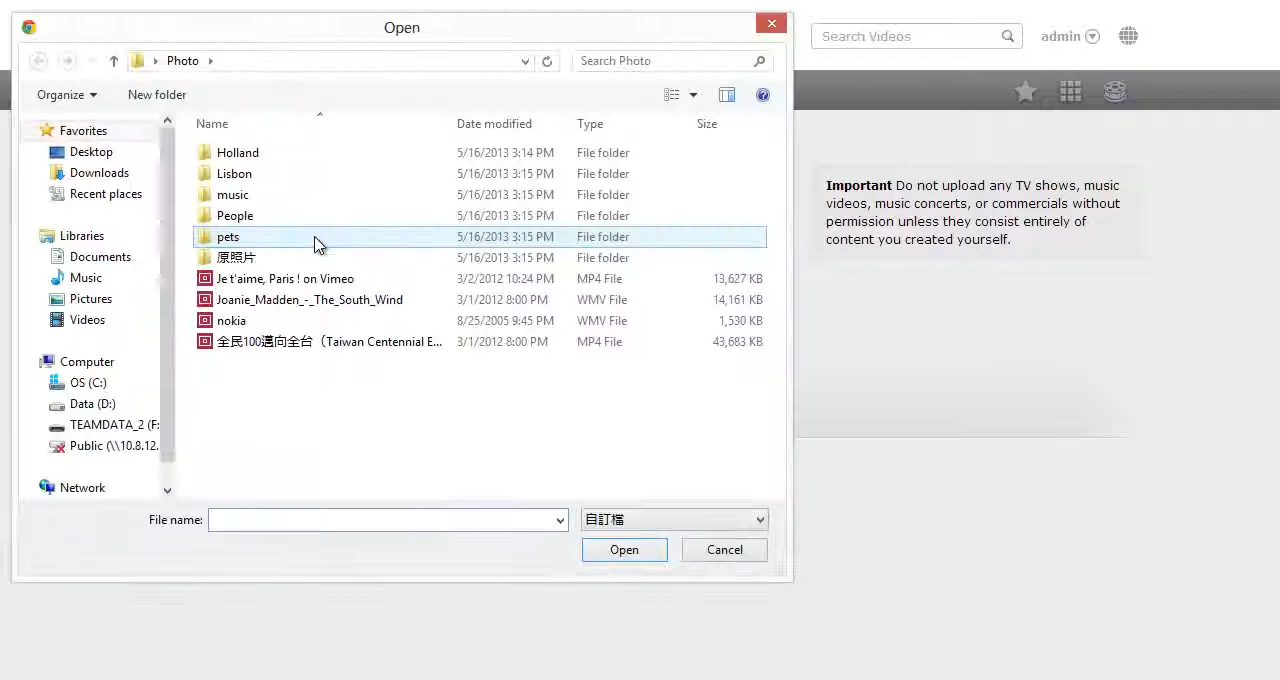 Open
Search Videos
admin
Photo
Search Photo
Organize
New folder
Name
Date modified
Type
Size
Favorites
Desktop
Downloads
Recent places
Libraries
Documents
Music
Pictures
Videos
Computer
OS (C:)
Data (D:)
TEAMDATA_2 (F:
Public (\\10.8.12.
Network
Holland 5/16/2013 3:14 PM File folder
Lisbon 5/16/2013 3:15 PM File folder
music 5/16/2013 3:15 PM File folder
People 5/16/2013 3:15 PM File folder
pets 5/16/2013 3:15 PM File folder
原照片 5/16/2013 3:15 PM File folder
Je t'aime, Paris ! on Vimeo 3/2/2012 10:24 PM MP4 File 13,627 KB
Joanie_Madden_-_The_South_Wind 3/1/2012 8:00 PM WMV File 14,161 KB
nokia 8/25/2005 9:45 PM WMV File 1,530 KB
全民100邁向全台（Taiwan Centennial E... 3/1/2012 8:00 PM MP4 File 43,683 KB
File name:
自訂檔
Open
Cancel
Important Do not upload any TV shows, music
videos, music concerts, or commercials without
permission unless they consist entirely of
content you created yourself.